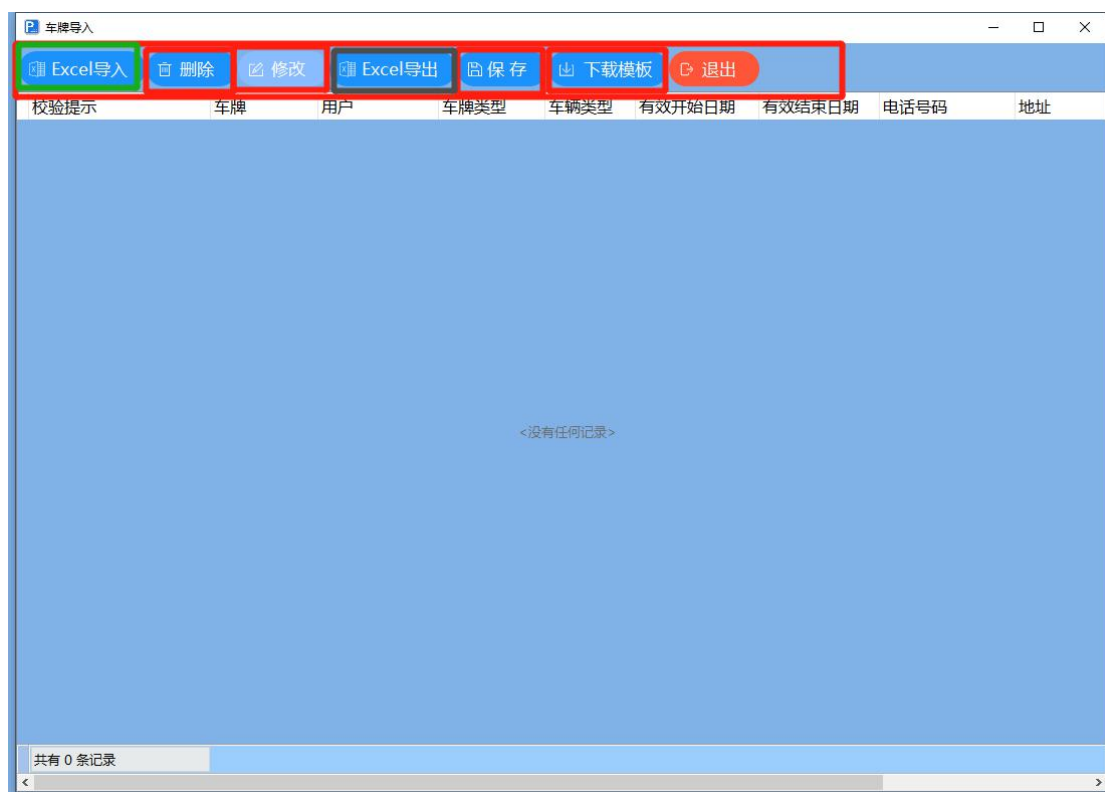 车牌导入
Excel导入 删除 修改 Excel导出 保存 下载模板 退出
校验提示 车牌 用户 车牌类型 车辆类型 有效开始日期 有效结束日期 电话号码 地址
<没有任何记录>
共有 0 条记录